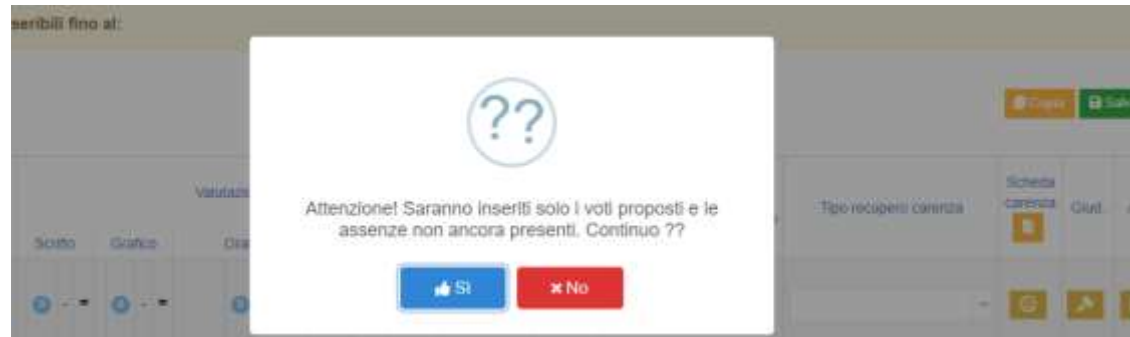 seribili fino al:
??
Copia
Attenzione! Saranno inseriti solo i voti proposti e le
assenze non ancora presenti. Continuo ??
Sì
No
Scritto
Grafico
Tipo recupero carenza
Scheda
carenza
Giud.